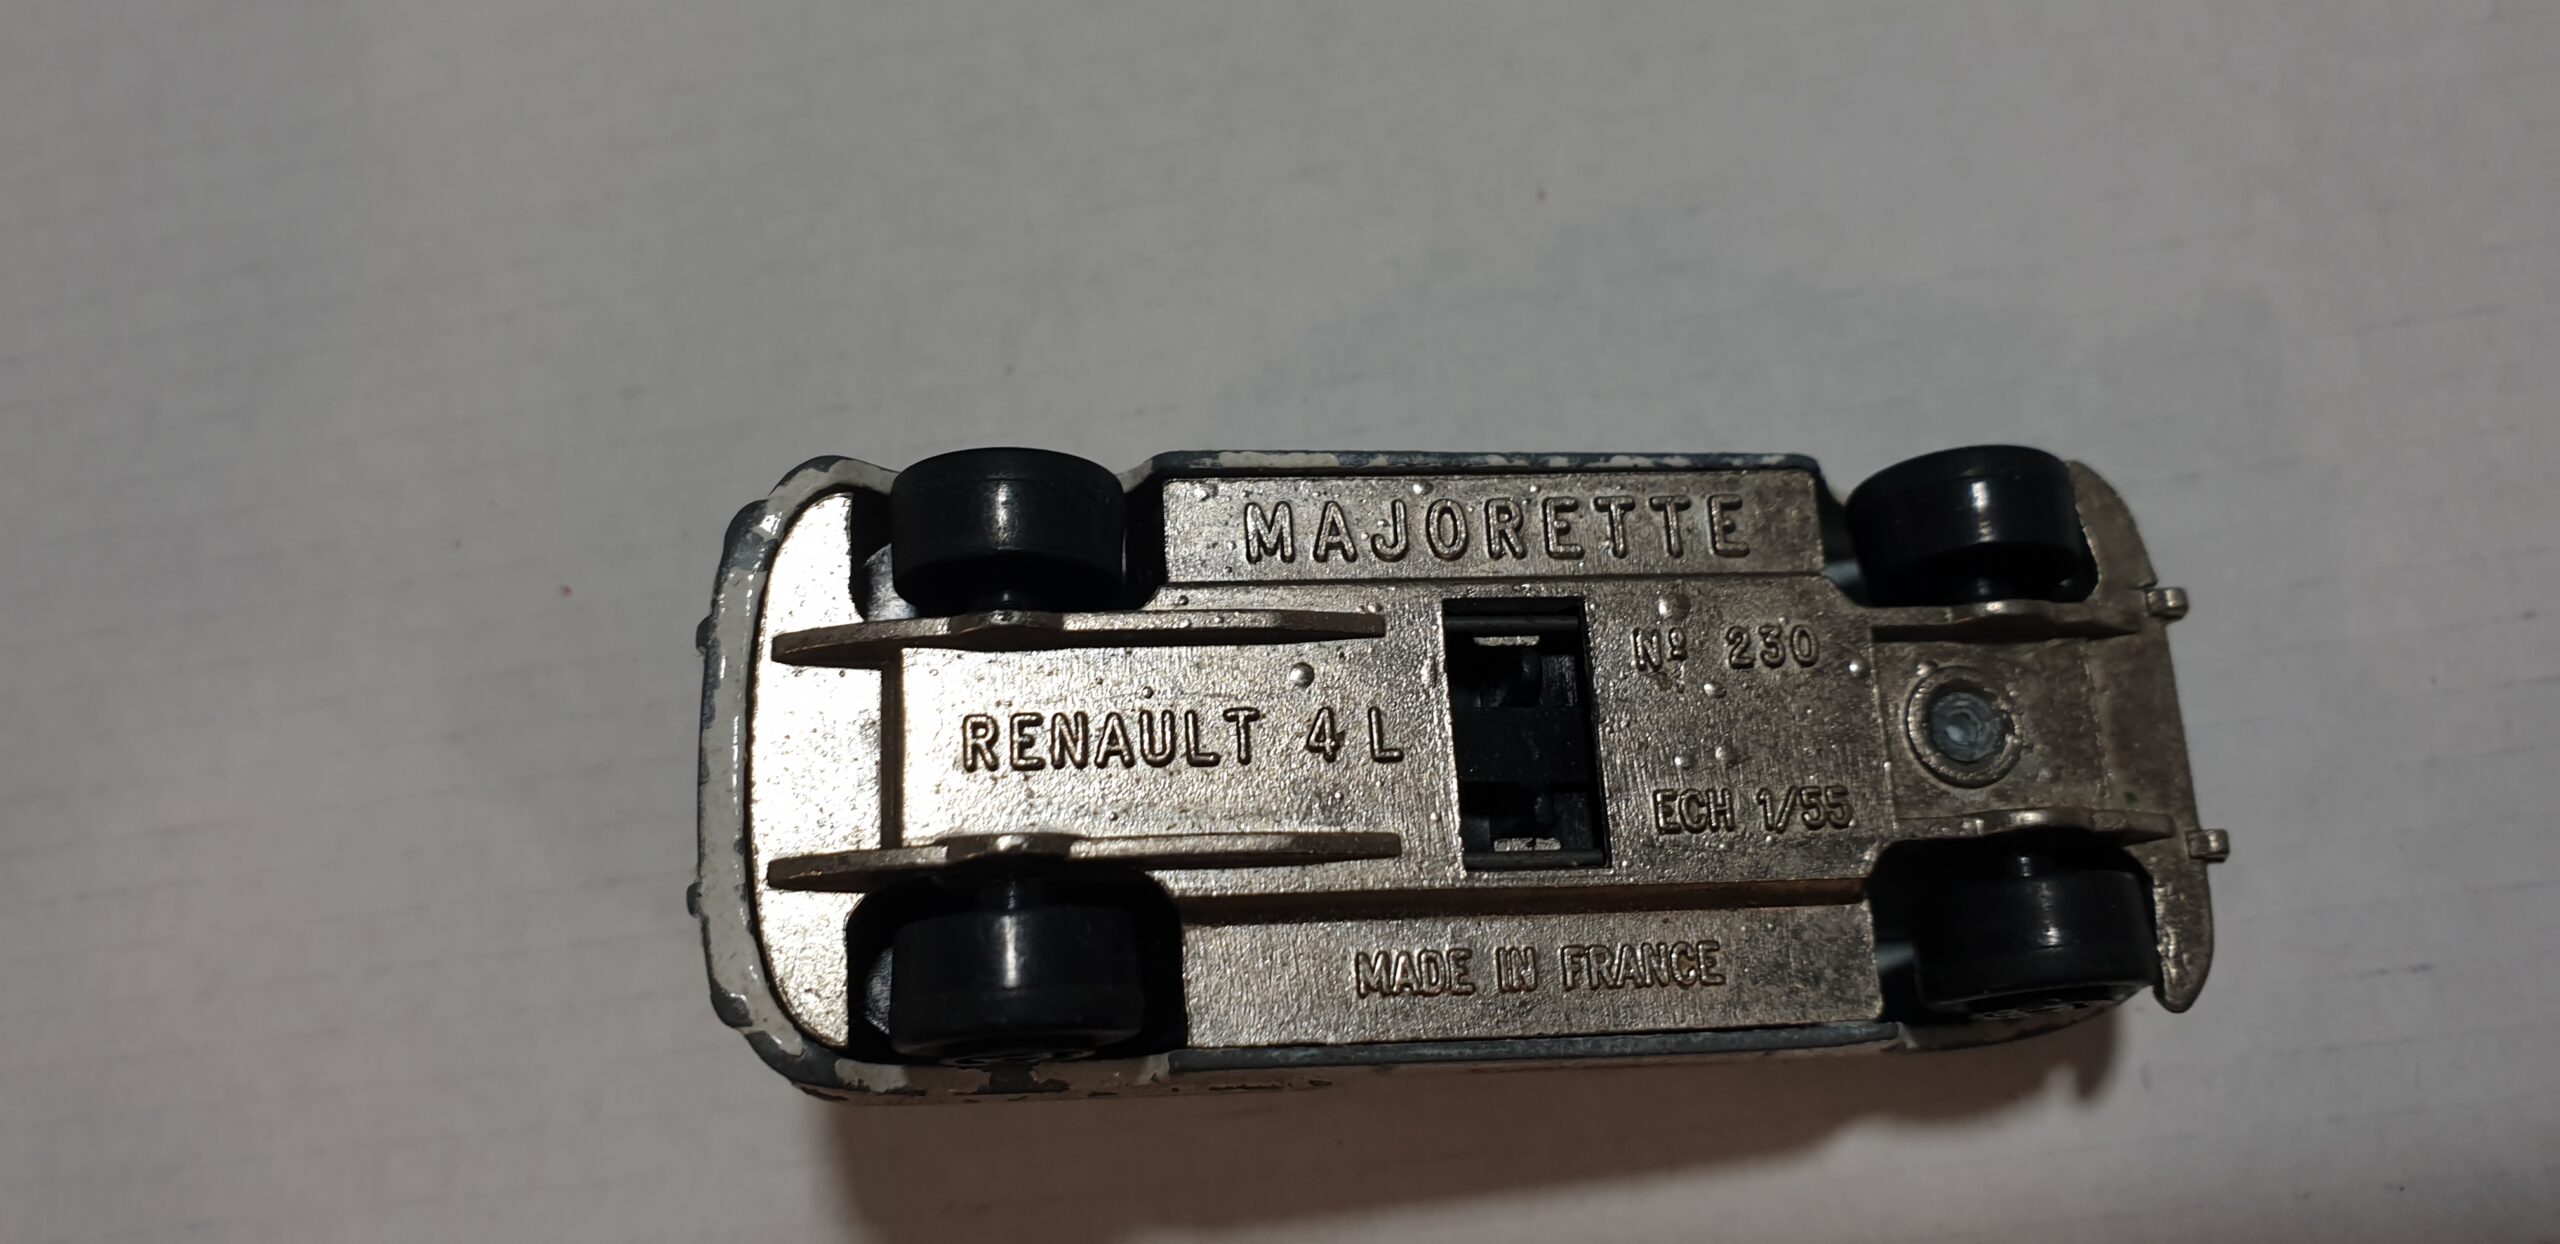 MAJORETTE
Nº 230
RENAULT 4 L
ECH 1/55
MADE IN FRANCE